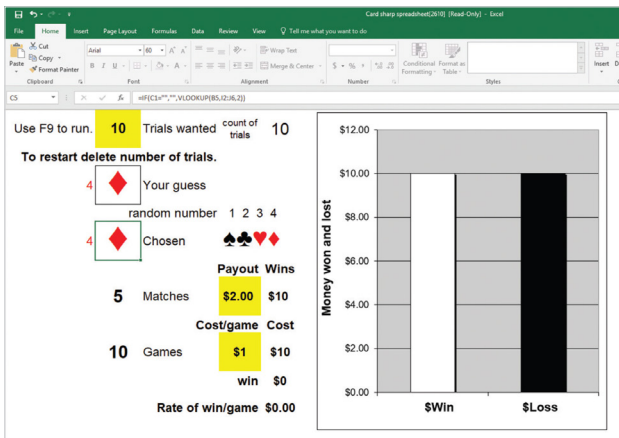 Card sharp spreadsheet(2610) [Read-Only] - Excel
File Home Insert Page Layout Formulas Data Review View Tell me what you want to do
Cut
Copy
Format Painter
Paste
Clipboard
Arial 60
B I U
Font
Wrap Text
Merge & Center
Alignment
$ % ,
Number
Conditional Formatting
Format as Table
Styles
Insert
C5 fx =IF(C1="","",VLOOKUP(B5,I2:J6,2))
Use F9 to run. 10 Trials wanted count of trials 10
To restart delete number of trials.
4 ♦ Your guess
random number 1 2 3 4
4 ♦ Chosen ♠♣♥♦
Payout Wins
5 Matches $2.00 $10
Cost/game Cost
10 Games $1 $10
win $0
Rate of win/game $0.00
Money won and lost
$12.00
$10.00
$8.00
$6.00
$4.00
$2.00
$0.00
$Win $Loss